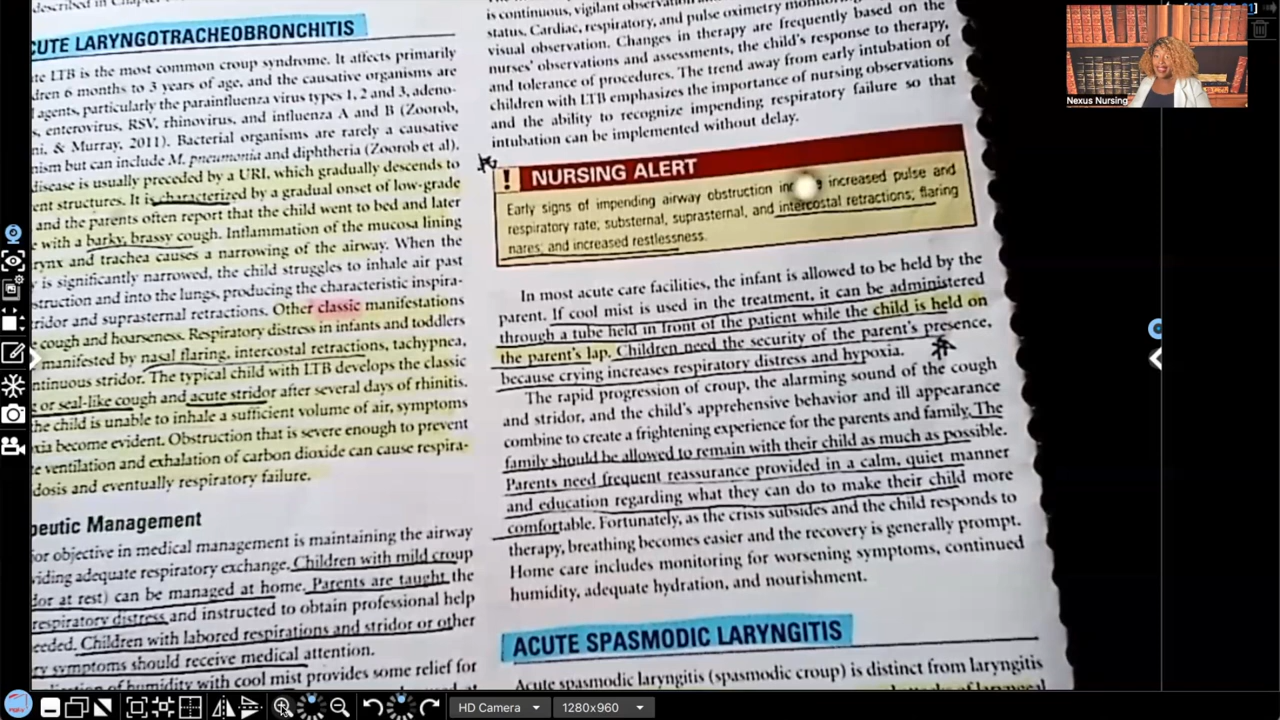 described in Chapter
CUTE LARYNGOTRACHEOBRONCHITIS
te LTB is the most common croup syndrome. It affects primarily
dren 6 months to 3 years of age, and the causative organisms are
l agents, particularly the parainfluenza virus types 1, 2 and 3, adeno-
s, enterovirus, RSV, rhinovirus, and influenza A and B (Zoorob,
ni, & Murray, 2011). Bacterial organisms are rarely a causative
nism but can include M. pneumonia and diphtheria (Zoorob et al).
disease is usually preceded by a URI, which gradually descends to
ent structures. It is characterized by a gradual onset of low-grade
and the parents often report that the child went to bed and later
with a barky, brassy cough. Inflammation of the mucosa lining
rynx and trachea causes a narrowing of the airway. When the
is significantly narrowed, the child struggles to inhale air past
struction and into the lungs, producing the characteristic inspira-
ridor and suprasternal retractions. Other classic manifestations
cough and hoarseness. Respiratory distress in infants and toddlers
manifested by nasal flaring, intercostal retractions, tachypnea,
ntinuous stridor. The typical child with LTB develops the classic
or seal-like cough and acute stridor after several days of rhinitis.
the child is unable to inhale a sufficient volume of air, symptoms
xia become evident. Obstruction that is severe enough to prevent
e ventilation and exhalation of carbon dioxide can cause respira-
dosis and eventually respiratory failure.
peutic Management
or objective in medical management is maintaining the airway
viding adequate respiratory exchange. Children with mild croup
dor at rest) can be managed at home. Parents are taught the
respiratory distress and instructed to obtain professional help
eeded. Children with labored respirations and stridor or other
ry symptoms should receive medical attention.
of humidity with cool mist provides some relief for
is continuous, vigilant observation
status. Cardiac, respiratory, and pulse oximetry
visual observation. Changes in therapy are frequently based on the
nurses' observations and assessments, the child's response to therapy,
and tolerance of procedures. The trend away from early intubation of
children with LTB emphasizes the importance of nursing observations
and the ability to recognize impending respiratory failure so that
intubation can be implemented without delay.
! NURSING ALERT
Early signs of impending airway obstruction increased pulse and
respiratory rate; substernal, suprasternal, and intercostal retractions; flaring
nares; and increased restlessness.
In most acute care facilities, the infant is allowed to be held by the
parent. If cool mist is used in the treatment, it can be administered
through a tube held in front of the patient while the child is held on
the parent's lap. Children need the security of the parent's presence,
because crying increases respiratory distress and hypoxia.
The rapid progression of croup, the alarming sound of the cough
and stridor, and the child's apprehensive behavior and ill appearance
combine to create a frightening experience for the parents and family. The
family should be allowed to remain with their child as much as possible.
Parents need frequent reassurance provided in a calm, quiet manner
and education regarding what they can do to make their child more
comfortable. Fortunately, as the crisis subsides and the child responds to
therapy, breathing becomes easier and the recovery is generally prompt.
Home care includes monitoring for worsening symptoms, continued
humidity, adequate hydration, and nourishment.
ACUTE SPASMODIC LARYNGITIS
Acute spasmodic laryngitis (spasmodic croup) is distinct from laryngitis
Nexus Nursing
HD Camera
1280x960